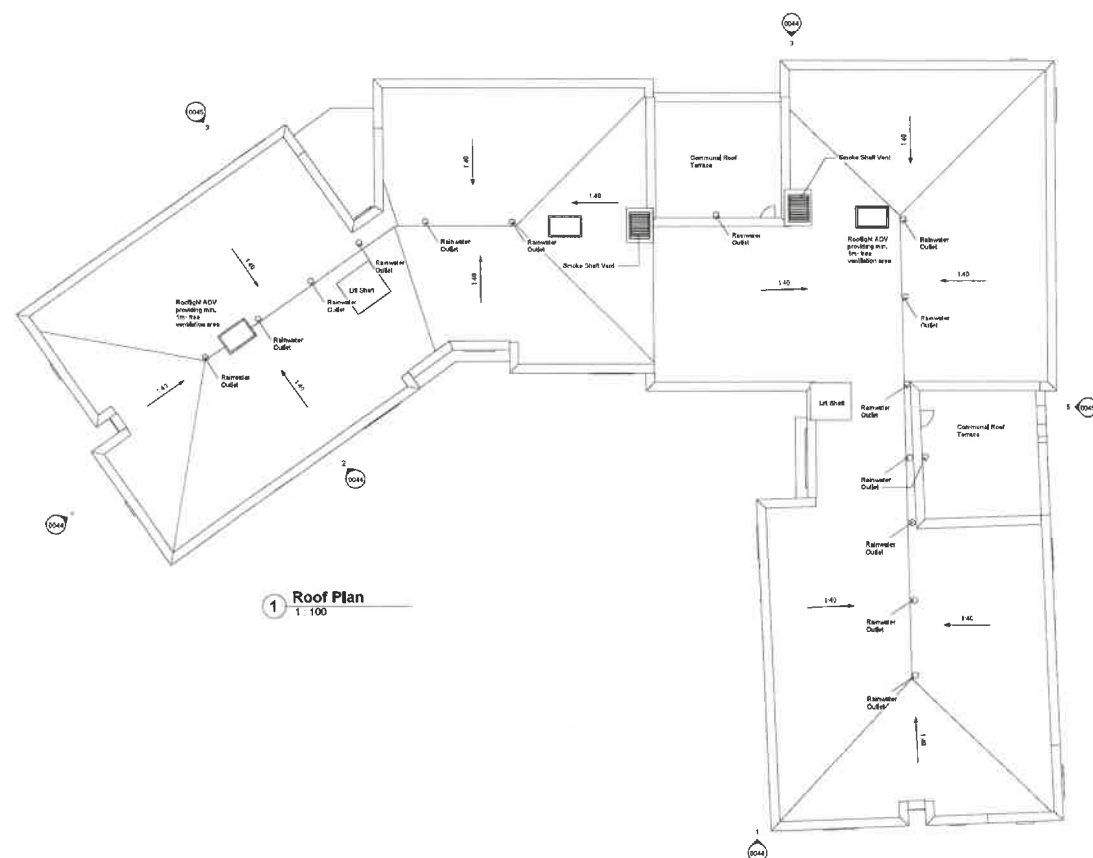 0044
3
0045
3
1:40
Communal Roof
Terrace
Smoke Shaft Vent
1:40
1:40
Rainwater
Outlet
Rainwater
Outlet
Rainwater
Outlet
Rooflight AOV
providing min.
ventilation area
Rainwater
Outlet
Smoke Shaft Vent
1:40
Rainwater
Outlet
1:40
1:40
1:40
Lift Shaft
Rooflight AOV
providing min.
ventilation area
Rainwater
Outlet
Rainwater
Outlet
Rainwater
Outlet
Rainwater
Outlet
1:40
1:40
Lift Shaft
Rainwater
Outlet
5
0045
Communal Roof
Terrace
2
0044
Rainwater
Outlet
0044
Rainwater
Outlet
1
Roof Plan
1 : 100
1:40
Rainwater
Outlet
1:40
Rainwater
Outlet
1:40
1
0044